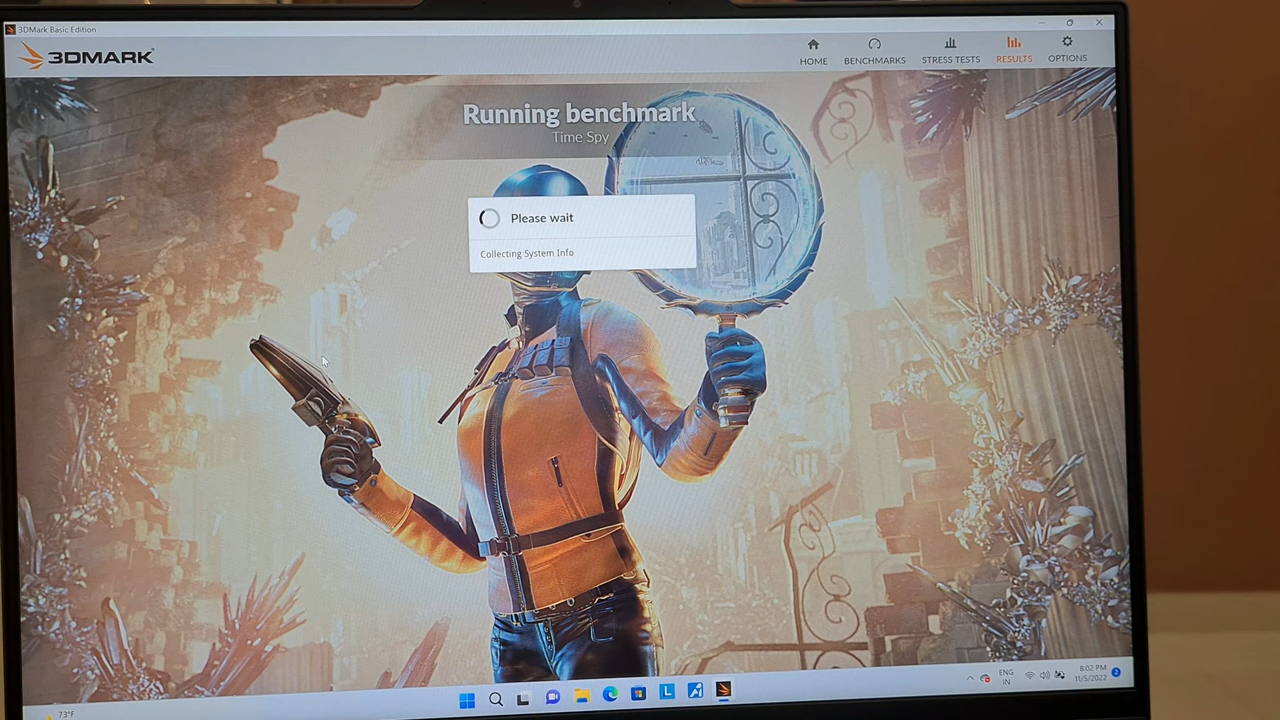 3DMark Basic Edition
3DMARK
HOME
BENCHMARKS
STRESS TESTS
RESULTS
OPTIONS
Running benchmark
Time Spy
Please wait
Collecting System Info
ENG
IN
8:02 PM
11/5/2022
2
73°F
L